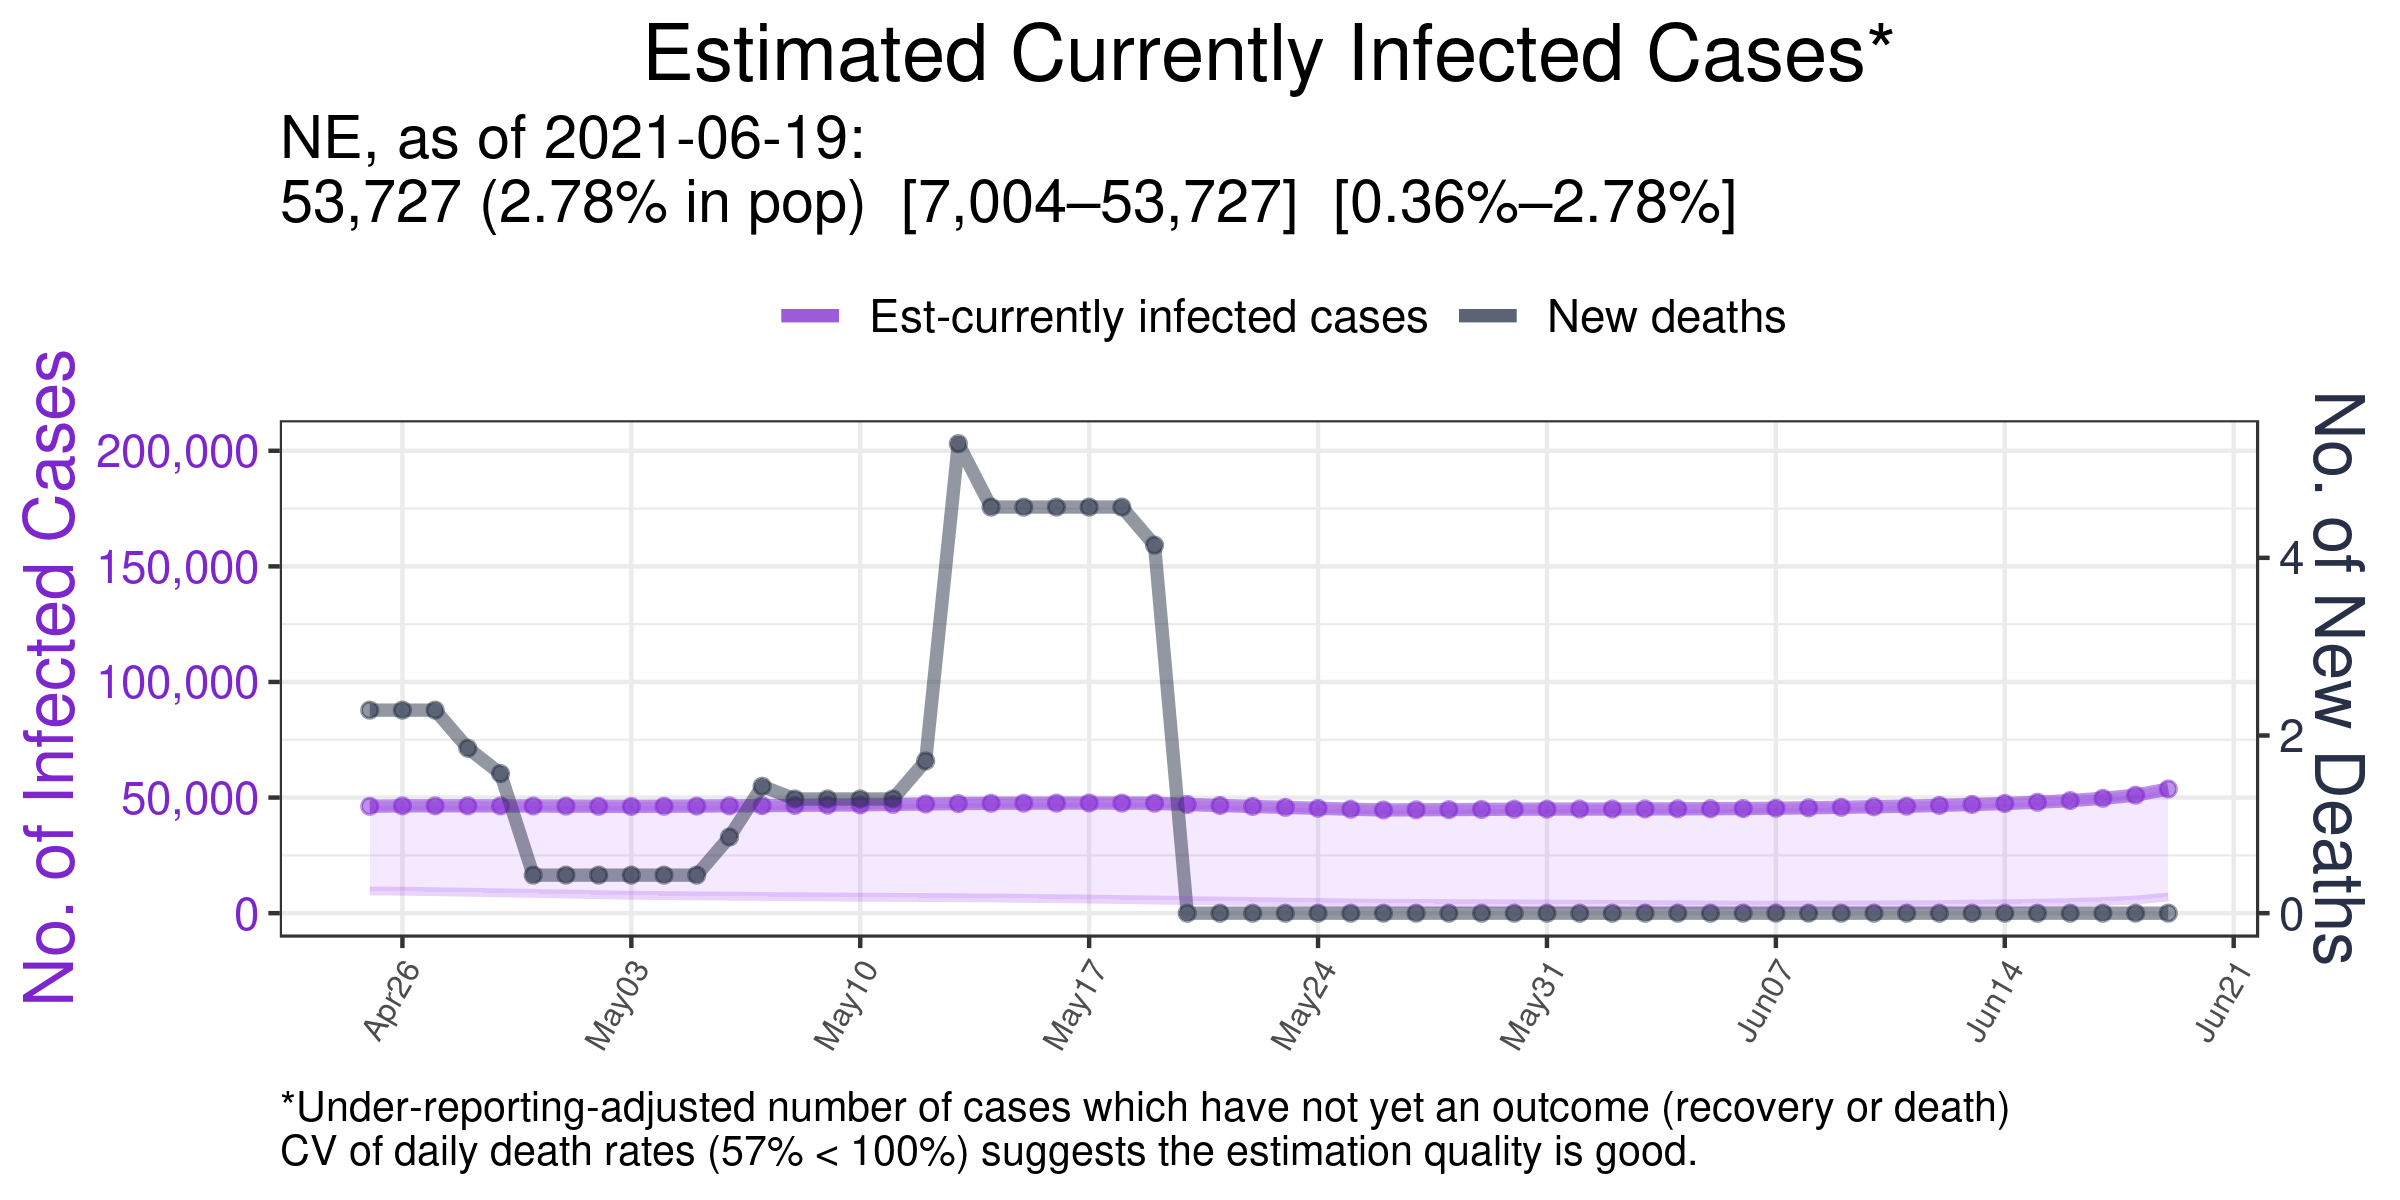 Estimated Currently Infected Cases*
NE, as of 2021-06-19:
53,727 (2.78% in pop)  [7,004–53,727]  [0.36%–2.78%]
Est-currently infected cases
New deaths
No. of Infected Cases
200,000
150,000
100,000
50,000
0
4
2
0
No. of New Deaths
Apr26
May03
May10
May17
May24
May31
Jun07
Jun14
Jun21
*Under-reporting-adjusted number of cases which have not yet an outcome (recovery or death)
CV of daily death rates (57% < 100%) suggests the estimation quality is good.